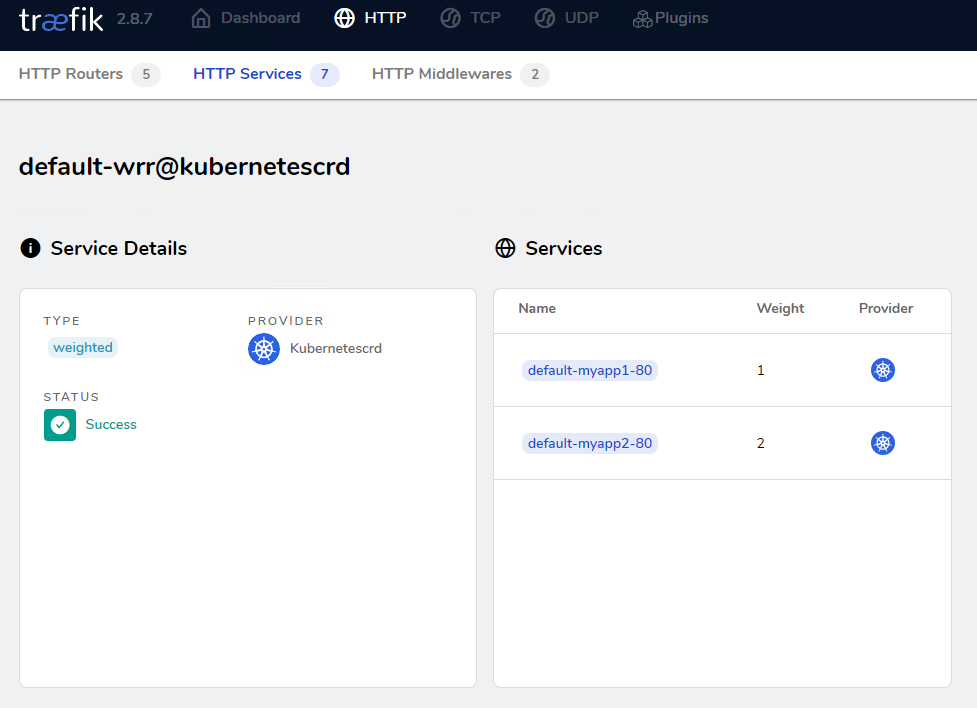 træfik 2.8.7 Dashboard HTTP TCP UDP Plugins
HTTP Routers 5 HTTP Services 7 HTTP Middlewares 2
default-wrr@kubernetescrd
Service Details
TYPE PROVIDER
weighted Kubernetescrd
STATUS
Success
Services
Name Weight Provider
default-myapp1-80 1
default-myapp2-80 2